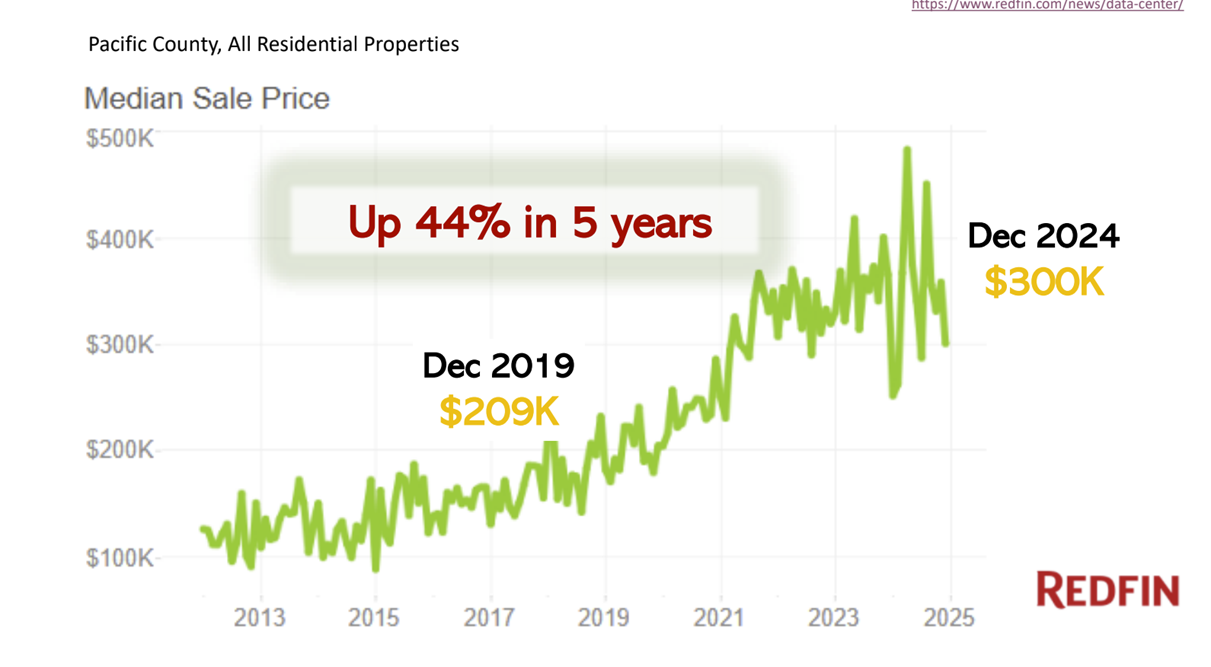 https://www.redfin.com/news/data-center/
Pacific County, All Residential Properties
Median Sale Price
$500K
Up 44% in 5 years
$400K
Dec 2024
$300K
$300K
Dec 2019
$209K
$200K
$100K
REDFIN
2013 2015 2017 2019 2021 2023 2025